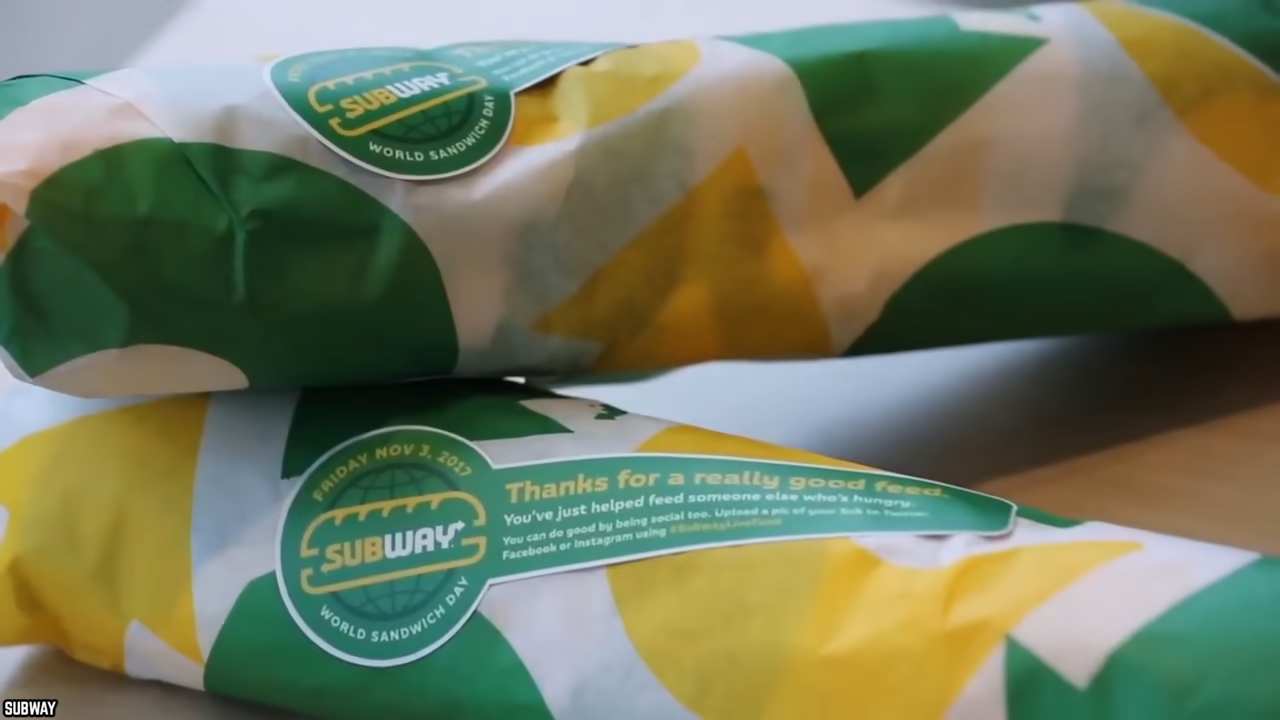 SUBWAY
WORLD SANDWICH DAY
FRIDAY NOV 3, 2017
SUBWAY
WORLD SANDWICH DAY
Thanks for a really good feed.
You've just helped feed someone else who's hungry.
You can do good by being social too. Upload a pic of your Sub to Twitter,
Facebook or Instagram using #SubwayLiveFeed
SUBWAY